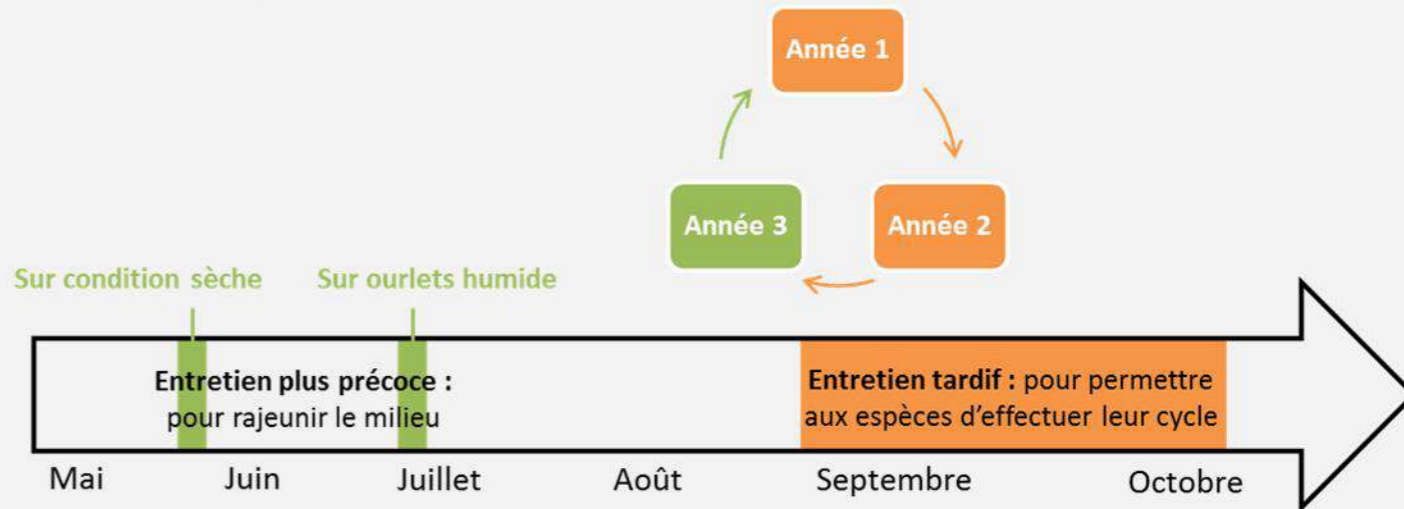 Année 1
Année 3
Année 2
Sur condition sèche
Sur ourlets humide
Entretien plus précoce :
pour rajeunir le milieu
Entretien tardif : pour permettre
aux espèces d'effectuer leur cycle
Mai
Juin
Juillet
Août
Septembre
Octobre